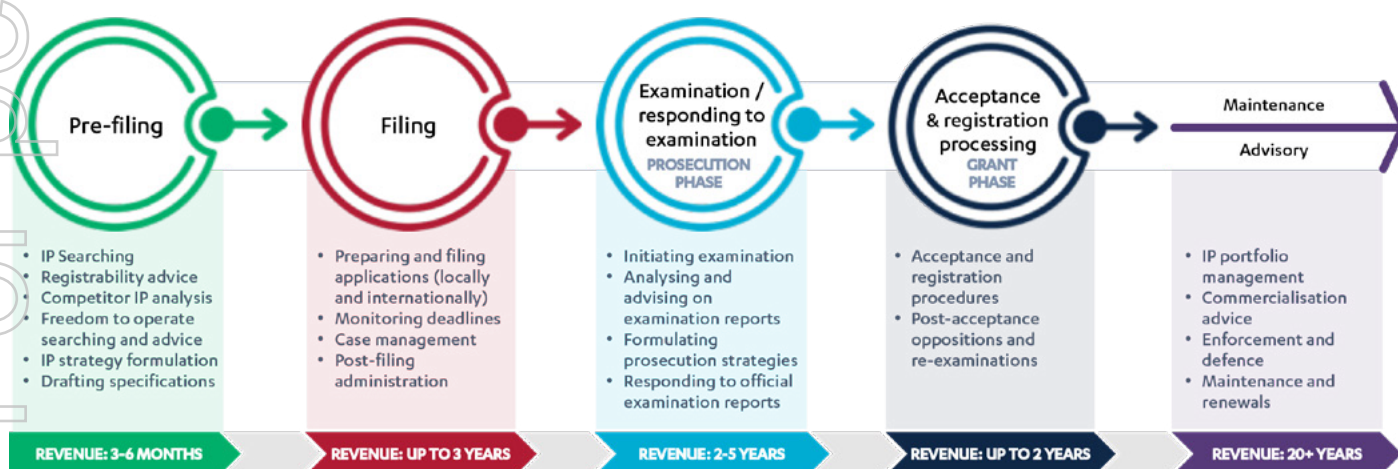 Pre-filing
Filing
Examination /
responding to
examination
PROSECUTION
PHASE
Acceptance
& registration
processing
GRANT
PHASE
Maintenance
Advisory
• IP Searching
• Registrability advice
• Competitor IP analysis
• Freedom to operate
searching and advice
• IP strategy formulation
• Drafting specifications
• Preparing and filing
applications (locally
and internationally)
• Monitoring deadlines
• Case management
• Post-filing
administration
• Initiating examination
• Analysing and
advising on
examination reports
• Formulating
prosecution strategies
• Responding to official
examination reports
• Acceptance and
registration
procedures
• Post-acceptance
oppositions and
re-examinations
• IP portfolio
management
• Commercialisation
advice
• Enforcement and
defence
• Maintenance and
renewals
REVENUE: 3-6 MONTHS
REVENUE: UP TO 3 YEARS
REVENUE: 2-5 YEARS
REVENUE: UP TO 2 YEARS
REVENUE: 20+ YEARS